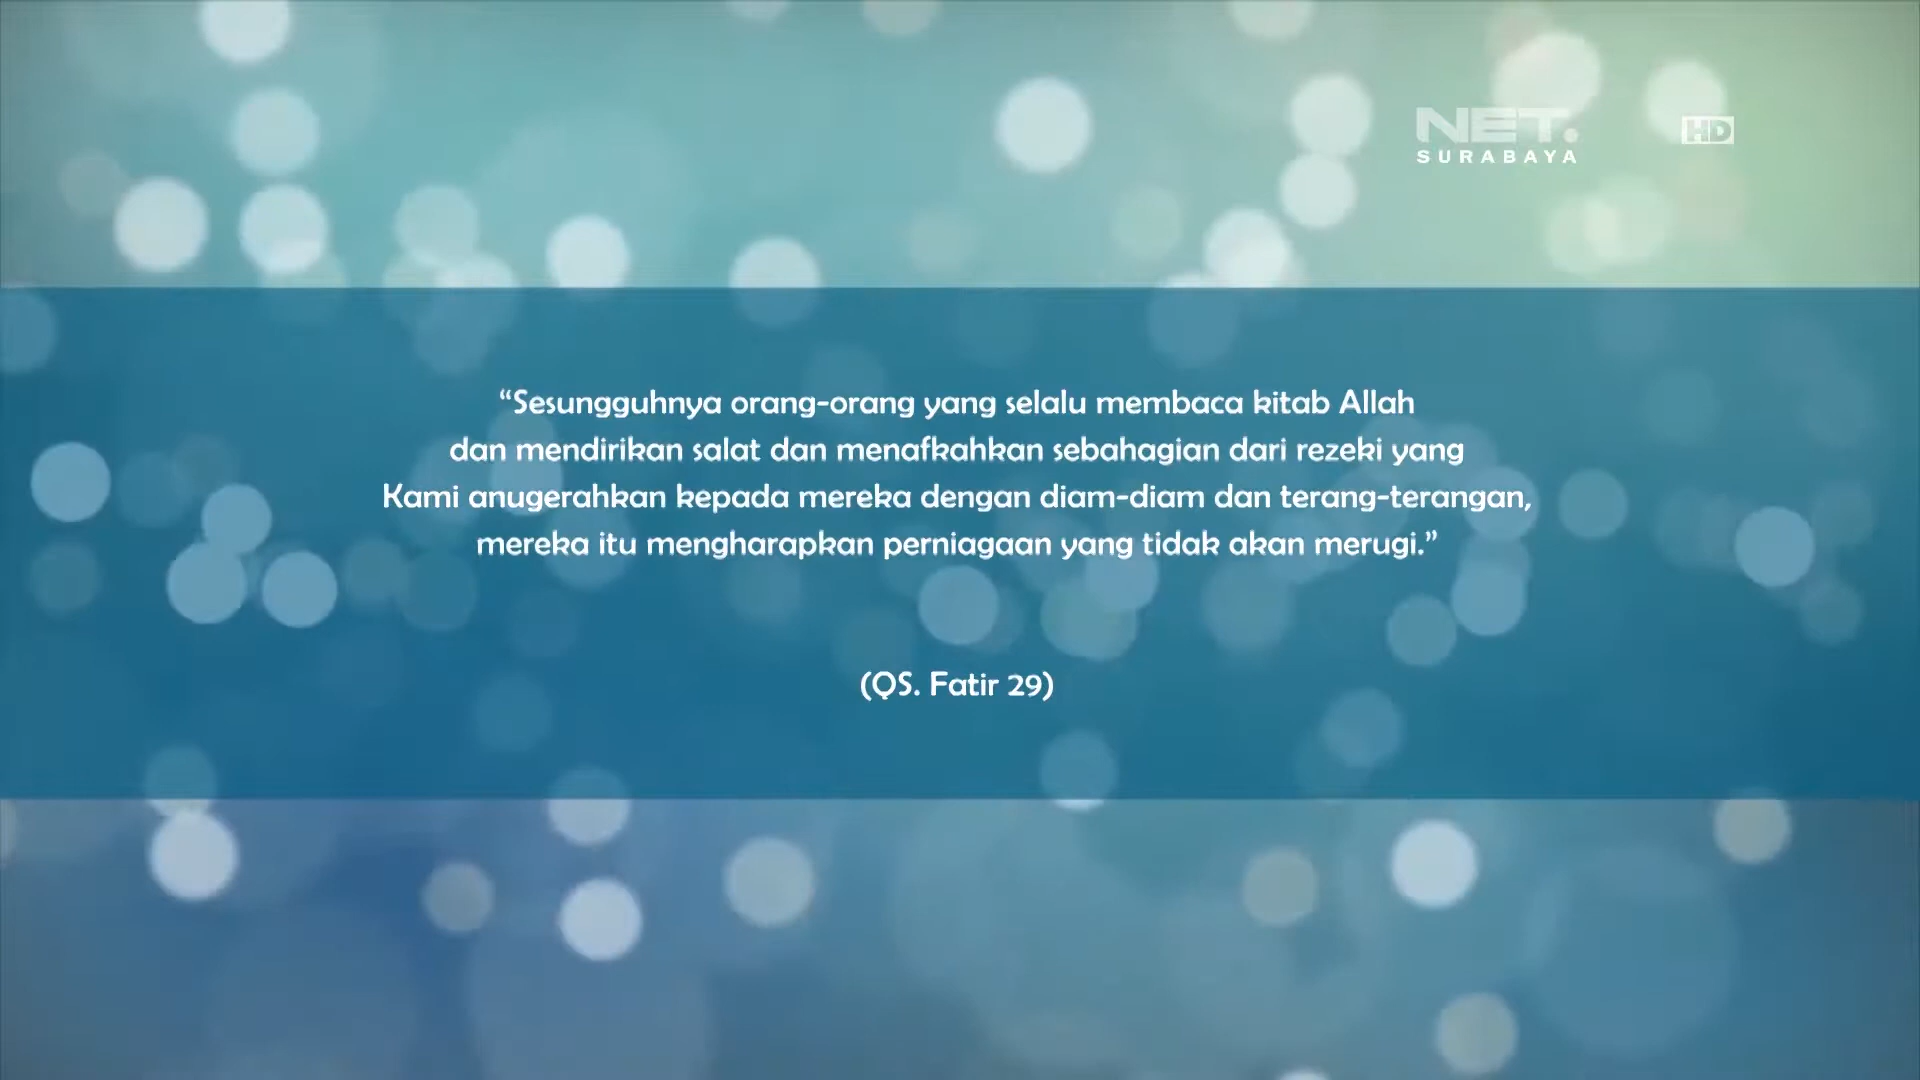 NET.
SURABAYA
HD
“Sesungguhnya orang-orang yang selalu membaca kitab Allah
dan mendirikan salat dan menafkahkan sebahagian dari rezeki yang
Kami anugerahkan kepada mereka dengan diam-diam dan terang-terangan,
mereka itu mengharapkan perniagaan yang tidak akan merugi.”
(QS. Fatir 29)